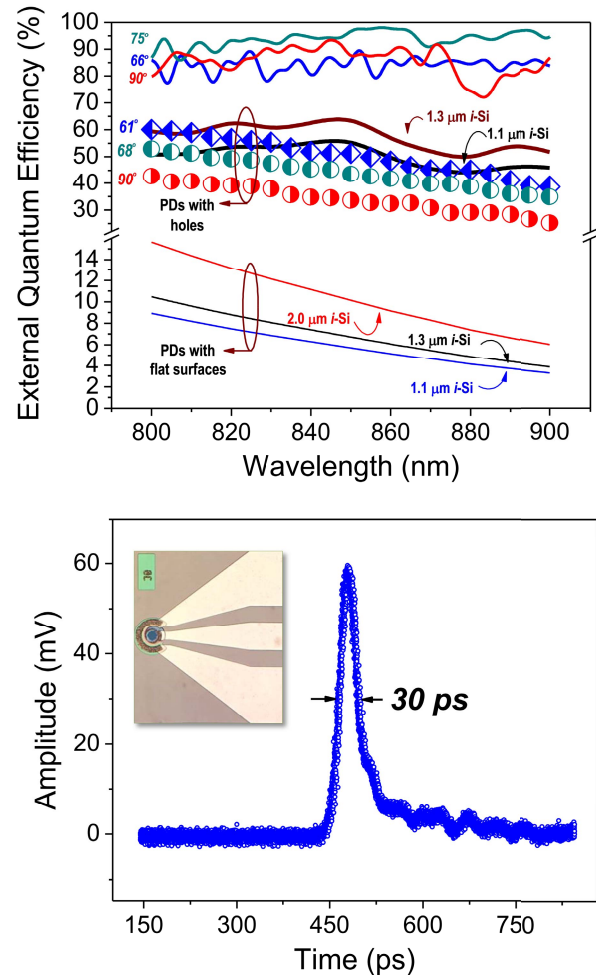 External Quantum Efficiency (%)
100
90
80
70
60
50
40
30
14
12
10
8
6
4
2
0
75°
66°
90°
61°
68°
90°
1.3 μm i-Si
1.1 μm i-Si
PDs with
holes
2.0 μm i-Si
1.3 μm i-Si
PDs with
flat surfaces
1.1 μm i-Si
800 820 840 860 880 900
Wavelength (nm)
Amplitude (mV)
60
40
20
0
30 ps
150 300 450 600 750
Time (ps)